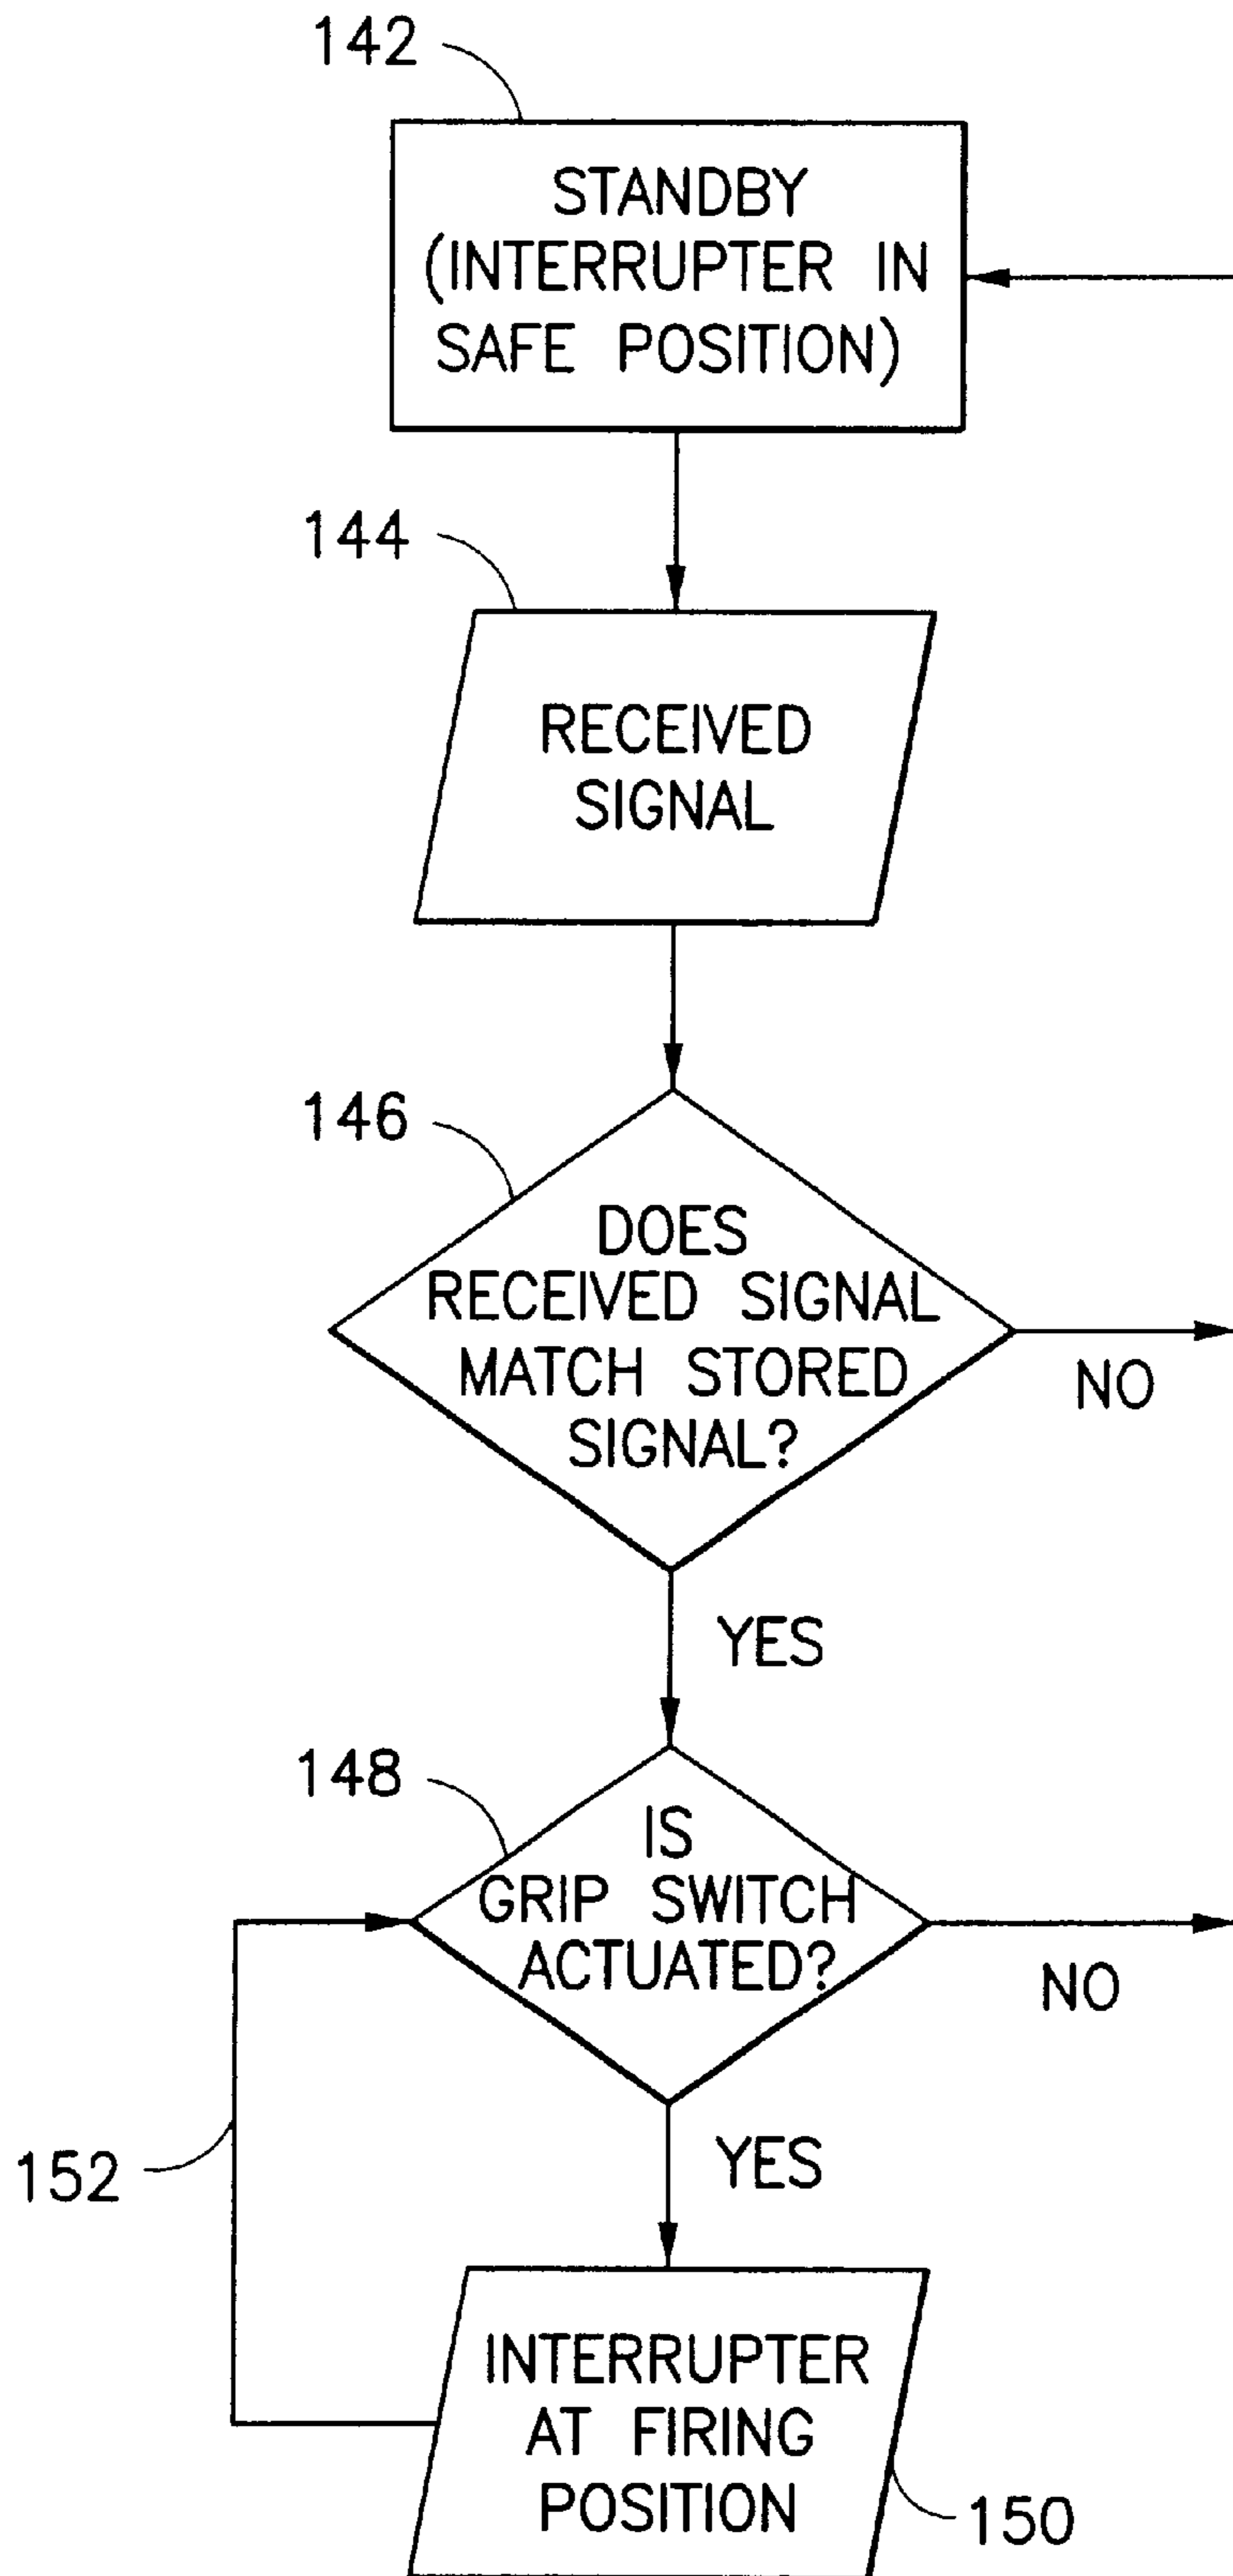 142
STANDBY
(INTERRUPTER IN
SAFE POSITION)
144
RECEIVED
SIGNAL
146
DOES
RECEIVED SIGNAL
MATCH STORED
SIGNAL?
NO
YES
148
IS
GRIP SWITCH
ACTUATED?
NO
152
YES
INTERRUPTER
AT FIRING
POSITION
150